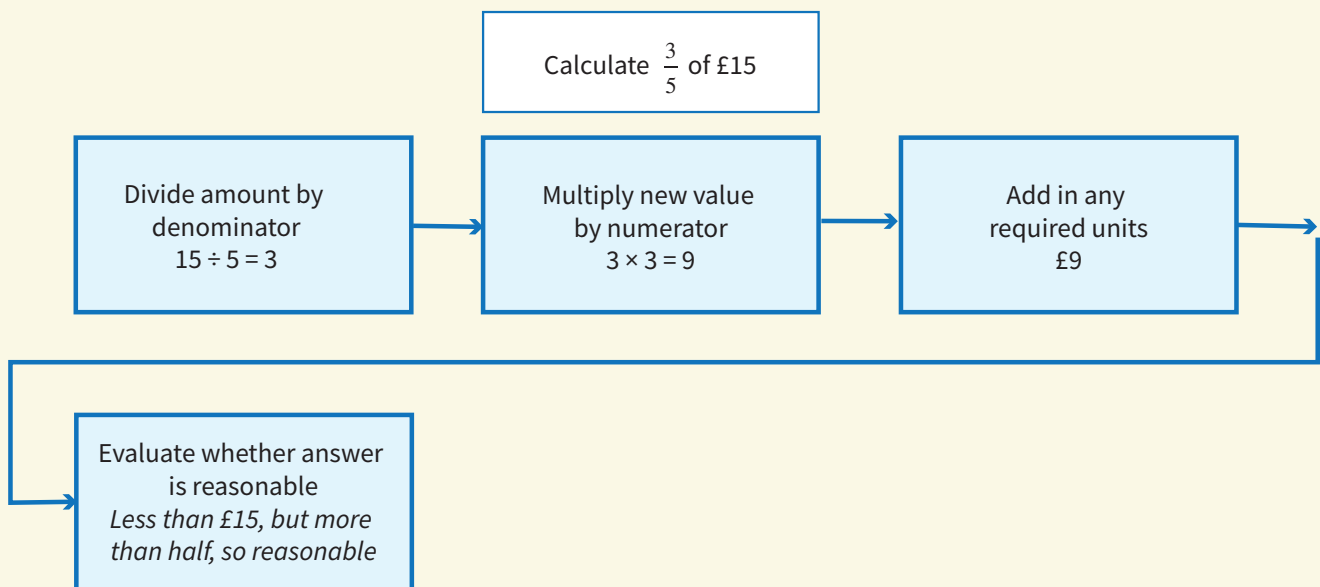 Calculate 3/5 of £15
Divide amount by
denominator
15 ÷ 5 = 3
Multiply new value
by numerator
3 × 3 = 9
Add in any
required units
£9
Evaluate whether answer
is reasonable
Less than £15, but more
than half, so reasonable